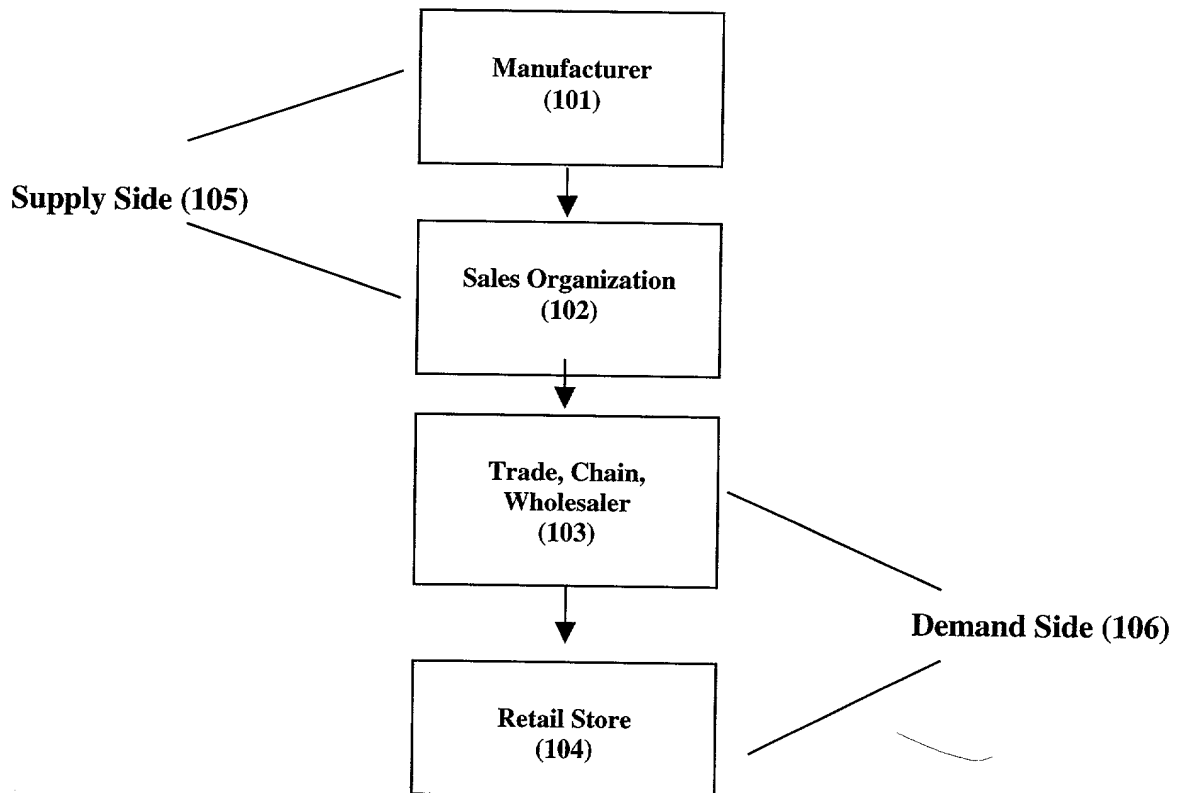 Manufacturer
(101)
Supply Side (105)
Sales Organization
(102)
Trade, Chain,
Wholesaler
(103)
Demand Side (106)
Retail Store
(104)